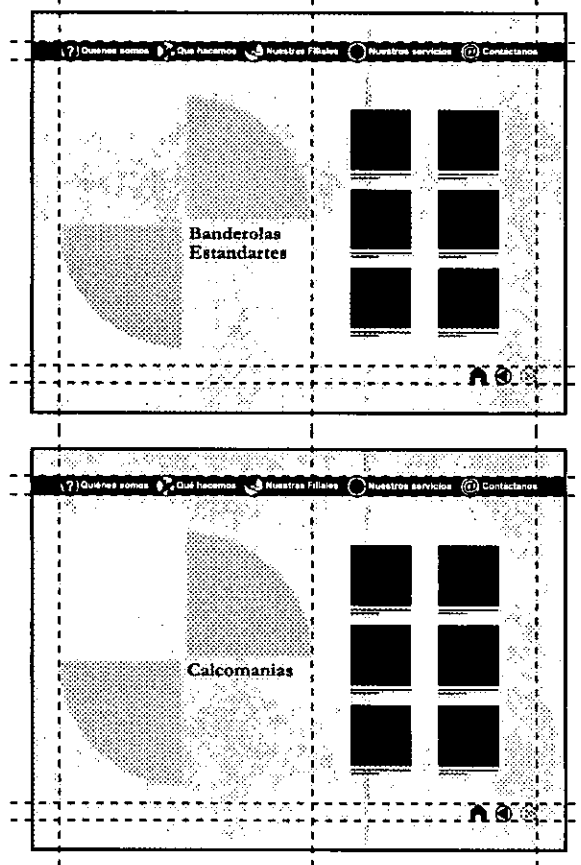 Quiénes somos Que hacemos Nuestras Filiales Nuestros servicios @ Contáctanos
Banderolas
Estandartes
Quiénes somos Qué hacemos Nuestras Filiales Nuestros servicios @ Contáctanos
Calcomanias